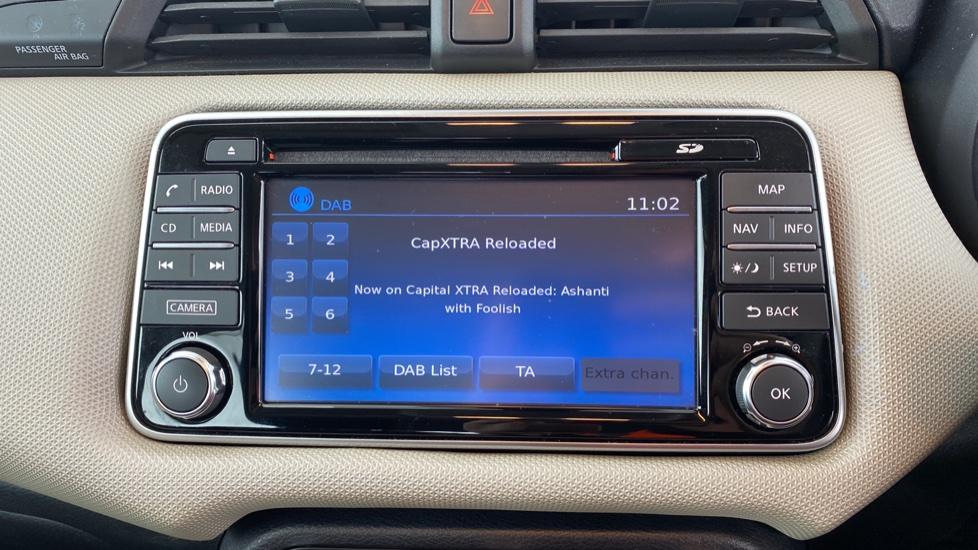 PASSENGER
AIR BAG
SD
RADIO
CD
MEDIA
CAMERA
VOL
DAB
11:02
1 2
3 4
5 6
CapXTRA Reloaded
Now on Capital XTRA Reloaded: Ashanti
with Foolish
7-12
DAB List
TA
Extra chan.
MAP
NAV
INFO
SETUP
BACK
OK